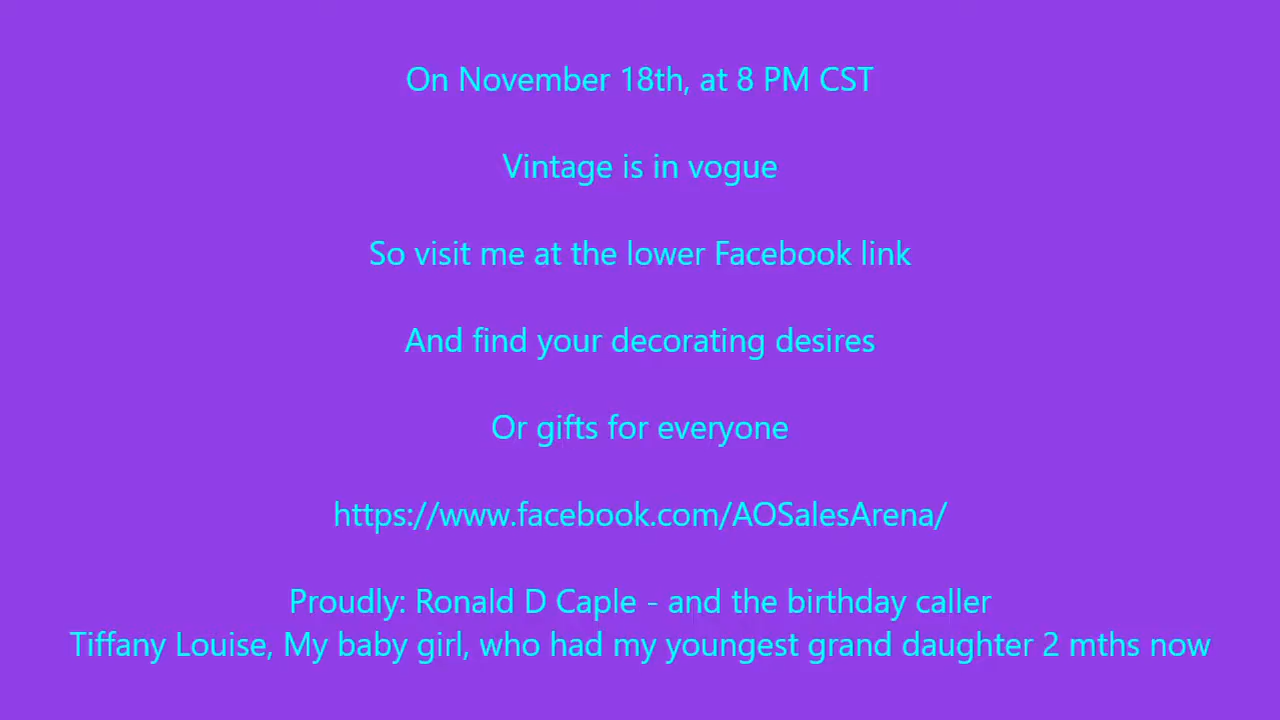 On November 18th, at 8 PM CST
Vintage is in vogue
So visit me at the lower Facebook link
And find your decorating desires
Or gifts for everyone
https://www.facebook.com/AOSalesArena/
Proudly: Ronald D Caple - and the birthday caller
Tiffany Louise, My baby girl, who had my youngest grand daughter 2 mths now